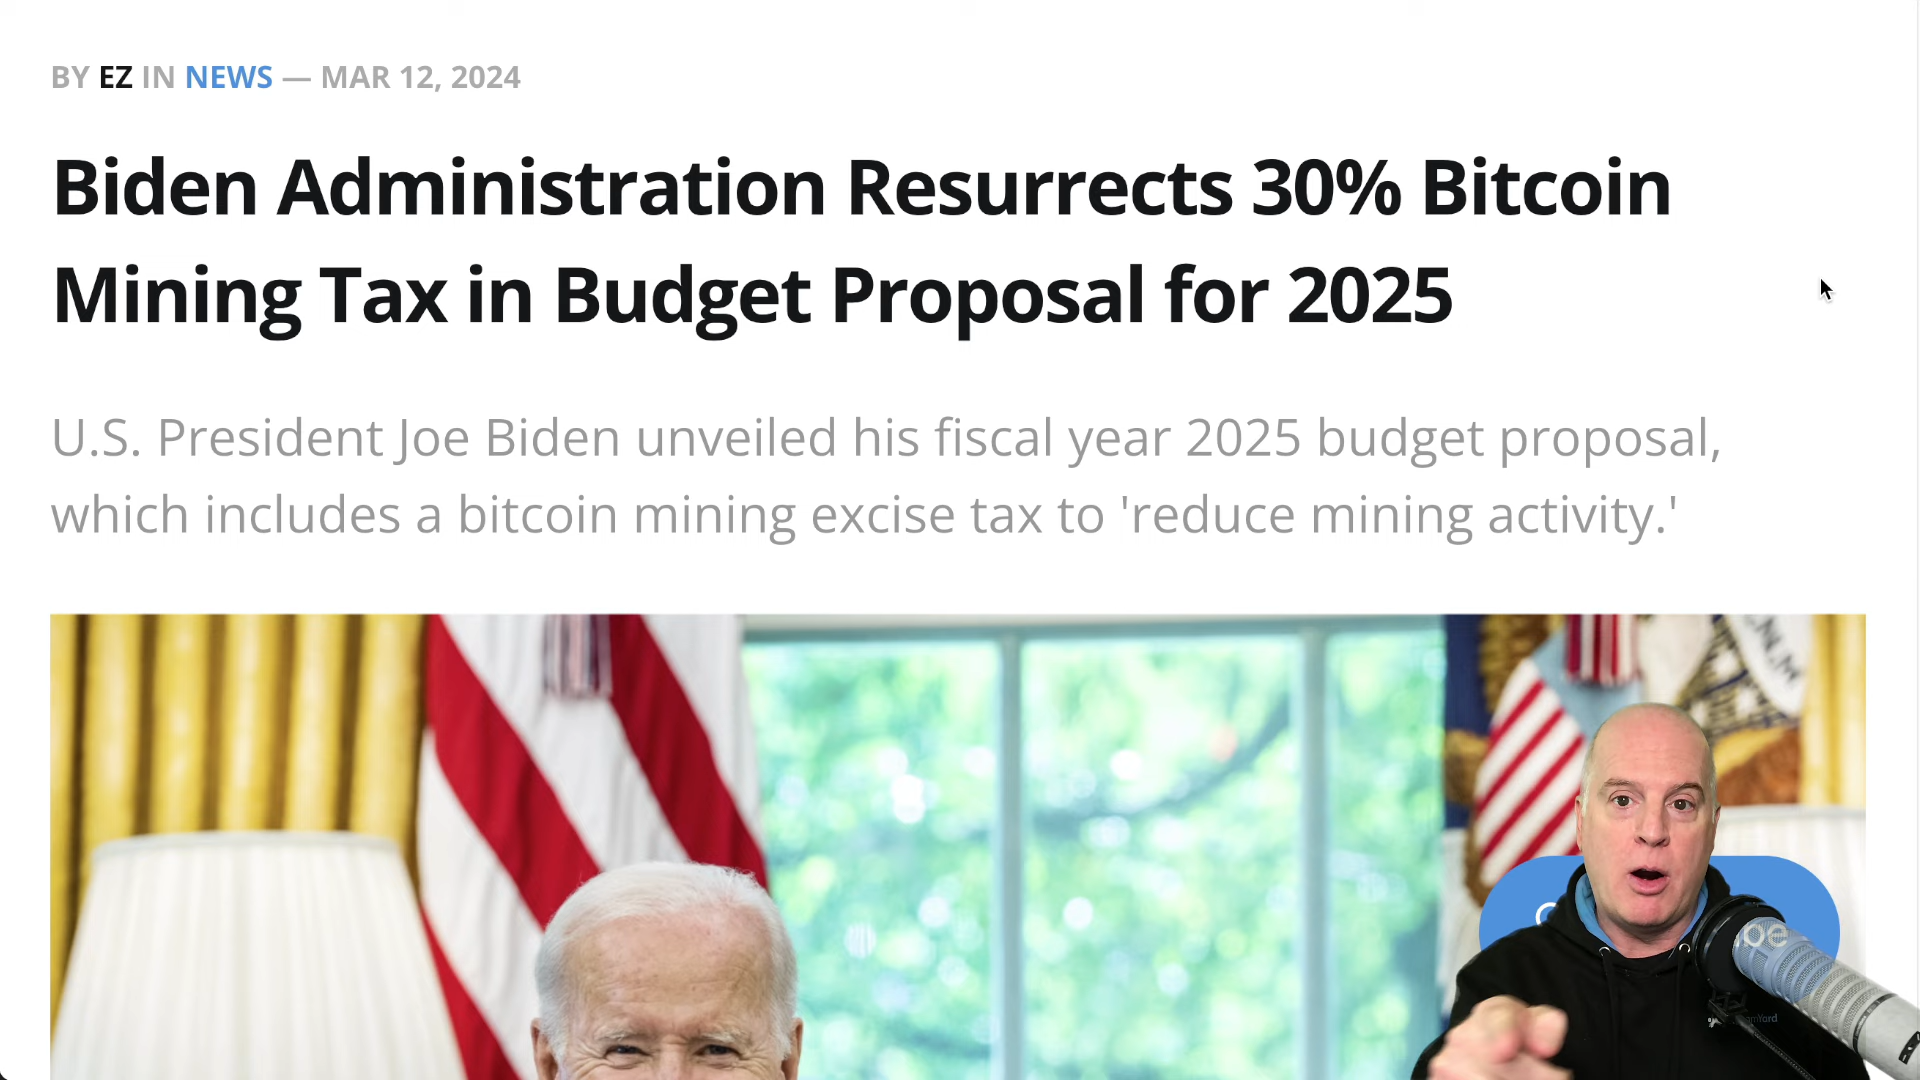 BY EZ IN NEWS — MAR 12, 2024
Biden Administration Resurrects 30% Bitcoin
Mining Tax in Budget Proposal for 2025
U.S. President Joe Biden unveiled his fiscal year 2025 budget proposal,
which includes a bitcoin mining excise tax to 'reduce mining activity.'